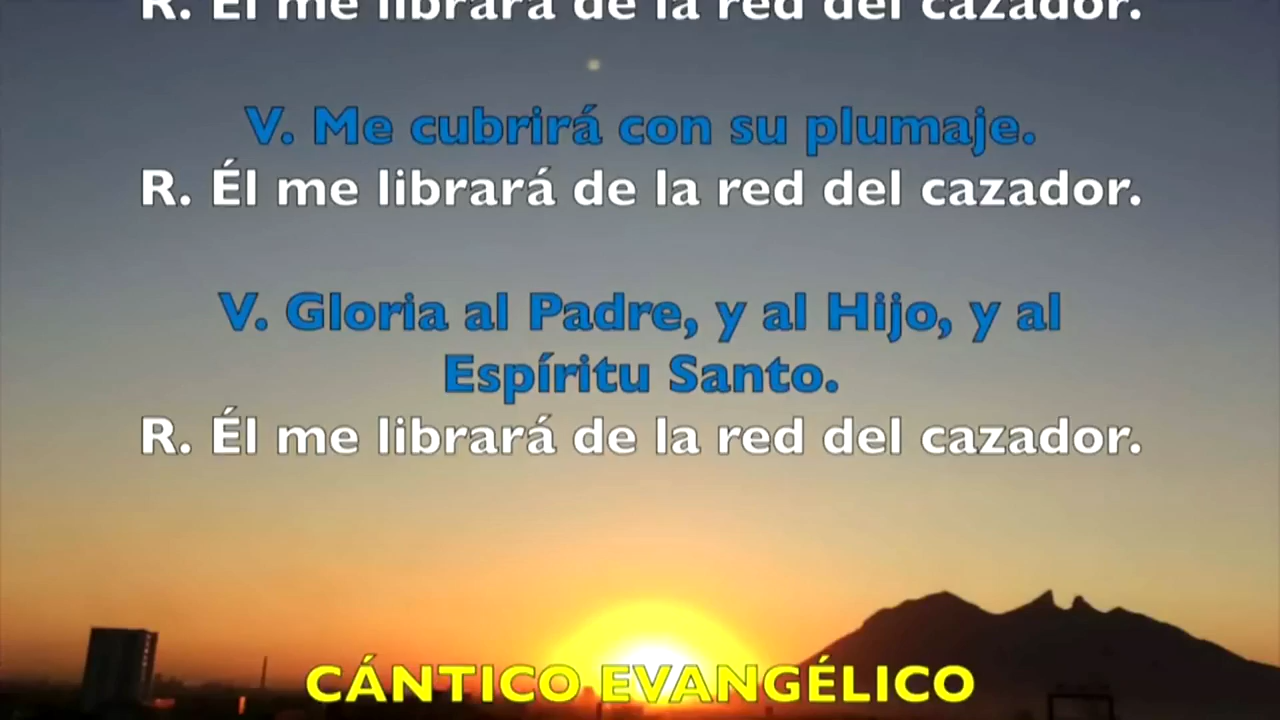 R. Él me librará de la red del cazador.
V. Me cubrirá con su plumaje.
R. Él me librará de la red del cazador.
V. Gloria al Padre, y al Hijo, y al
Espíritu Santo.
R. Él me librará de la red del cazador.
CÁNTICO EVANGÉLICO